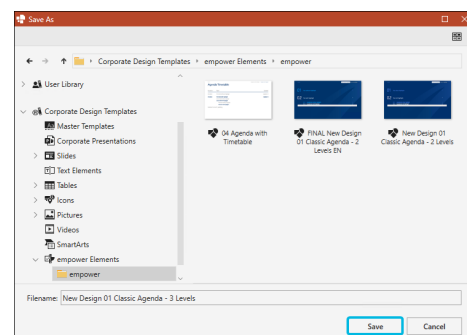 Save As
Corporate Design Templates › empower Elements › empower
User Library
Corporate Design Templates
Master Templates
Corporate Presentations
Slides
Text Elements
Tables
Icons
Pictures
Videos
SmartArts
empower Elements
empower
04 Agenda with
Timetable
FINAL New Design
01 Classic Agenda - 2
Levels EN
New Design 01
Classic Agenda - 2 Levels
Filename: New Design 01 Classic Agenda - 3 Levels
Save
Cancel